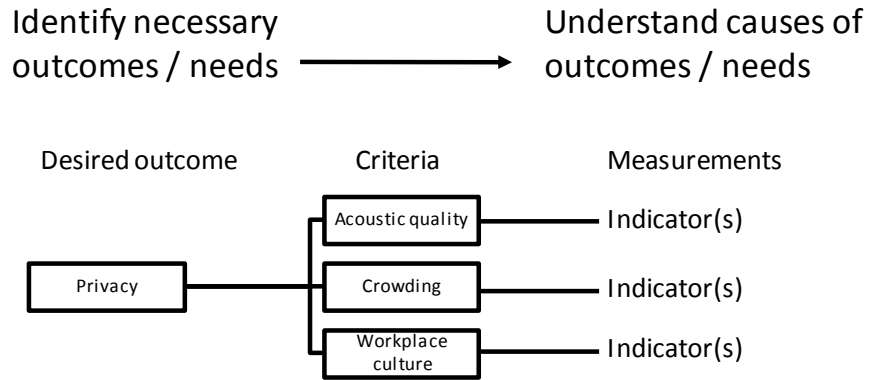 Identify necessary
outcomes / needs
Understand causes of
outcomes / needs
Desired outcome
Criteria
Measurements
Acoustic quality
Indicator(s)
Privacy
Crowding
Indicator(s)
Workplace
culture
Indicator(s)